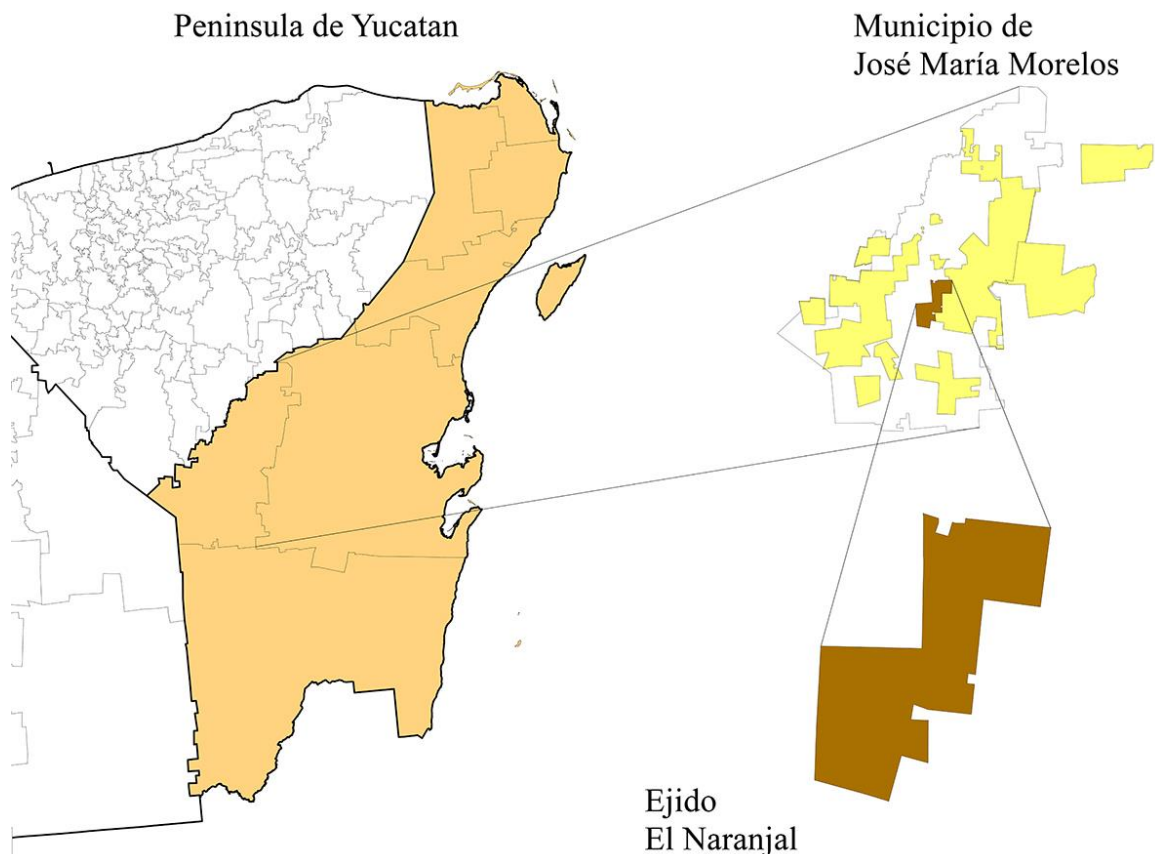 Peninsula de Yucatan
Municipio de
José María Morelos
Ejido
El Naranjal